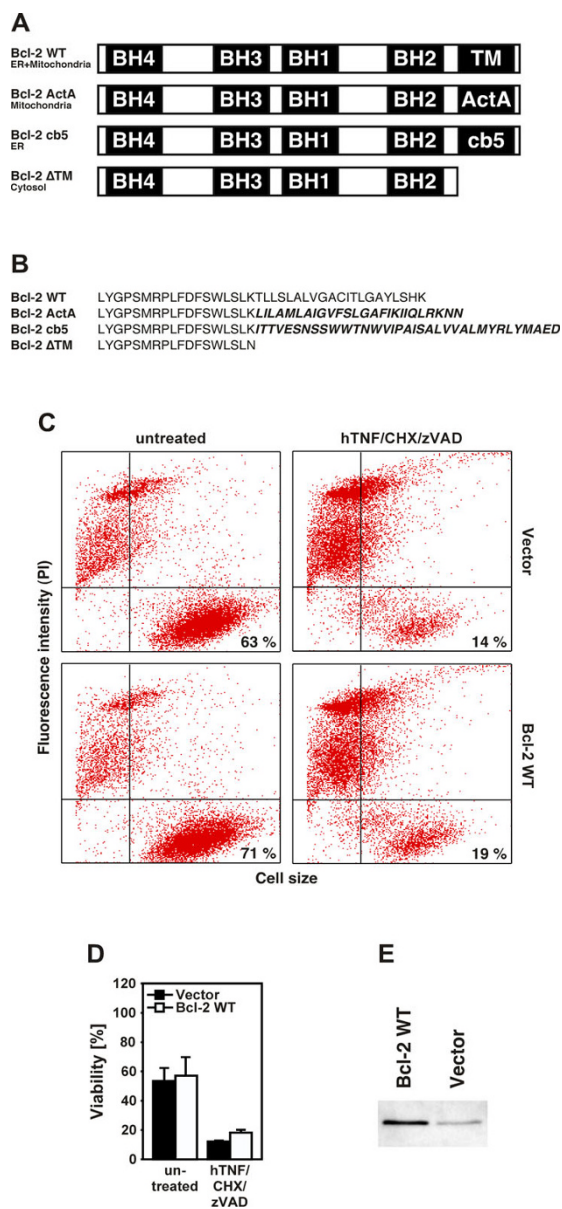 A
Bcl-2 WT
ER+Mitochondria
BH4 BH3 BH1 BH2 TM
Bcl-2 ActA
Mitochondria
BH4 BH3 BH1 BH2 ActA
Bcl-2 cb5
ER
BH4 BH3 BH1 BH2 cb5
Bcl-2 ΔTM
Cytosol
BH4 BH3 BH1 BH2
B
Bcl-2 WT LYGPSMRPLFDFSWLSLKTLLSLALVGACITLGAYLSHK
Bcl-2 ActA LYGPSMRPLFDFSWLSLKLILAMLAIGVFSLGAFIKIIQLRKNN
Bcl-2 cb5 LYGPSMRPLFDFSWLSLKITTVESNSSWWTNWVIPAISALVVALMYRLYMAED
Bcl-2 ΔTM LYGPSMRPLFDFSWLSLN
C
untreated hTNF/CHX/zVAD
Fluorescence intensity (PI)
63 % 14 %
Vector
71 % 19 %
Bcl-2 WT
Cell size
D
Viability [%]
120
100
80
60
40
20
0
Vector
Bcl-2 WT
un-
treated
hTNF/
CHX/
zVAD
E
Bcl-2 WT
Vector